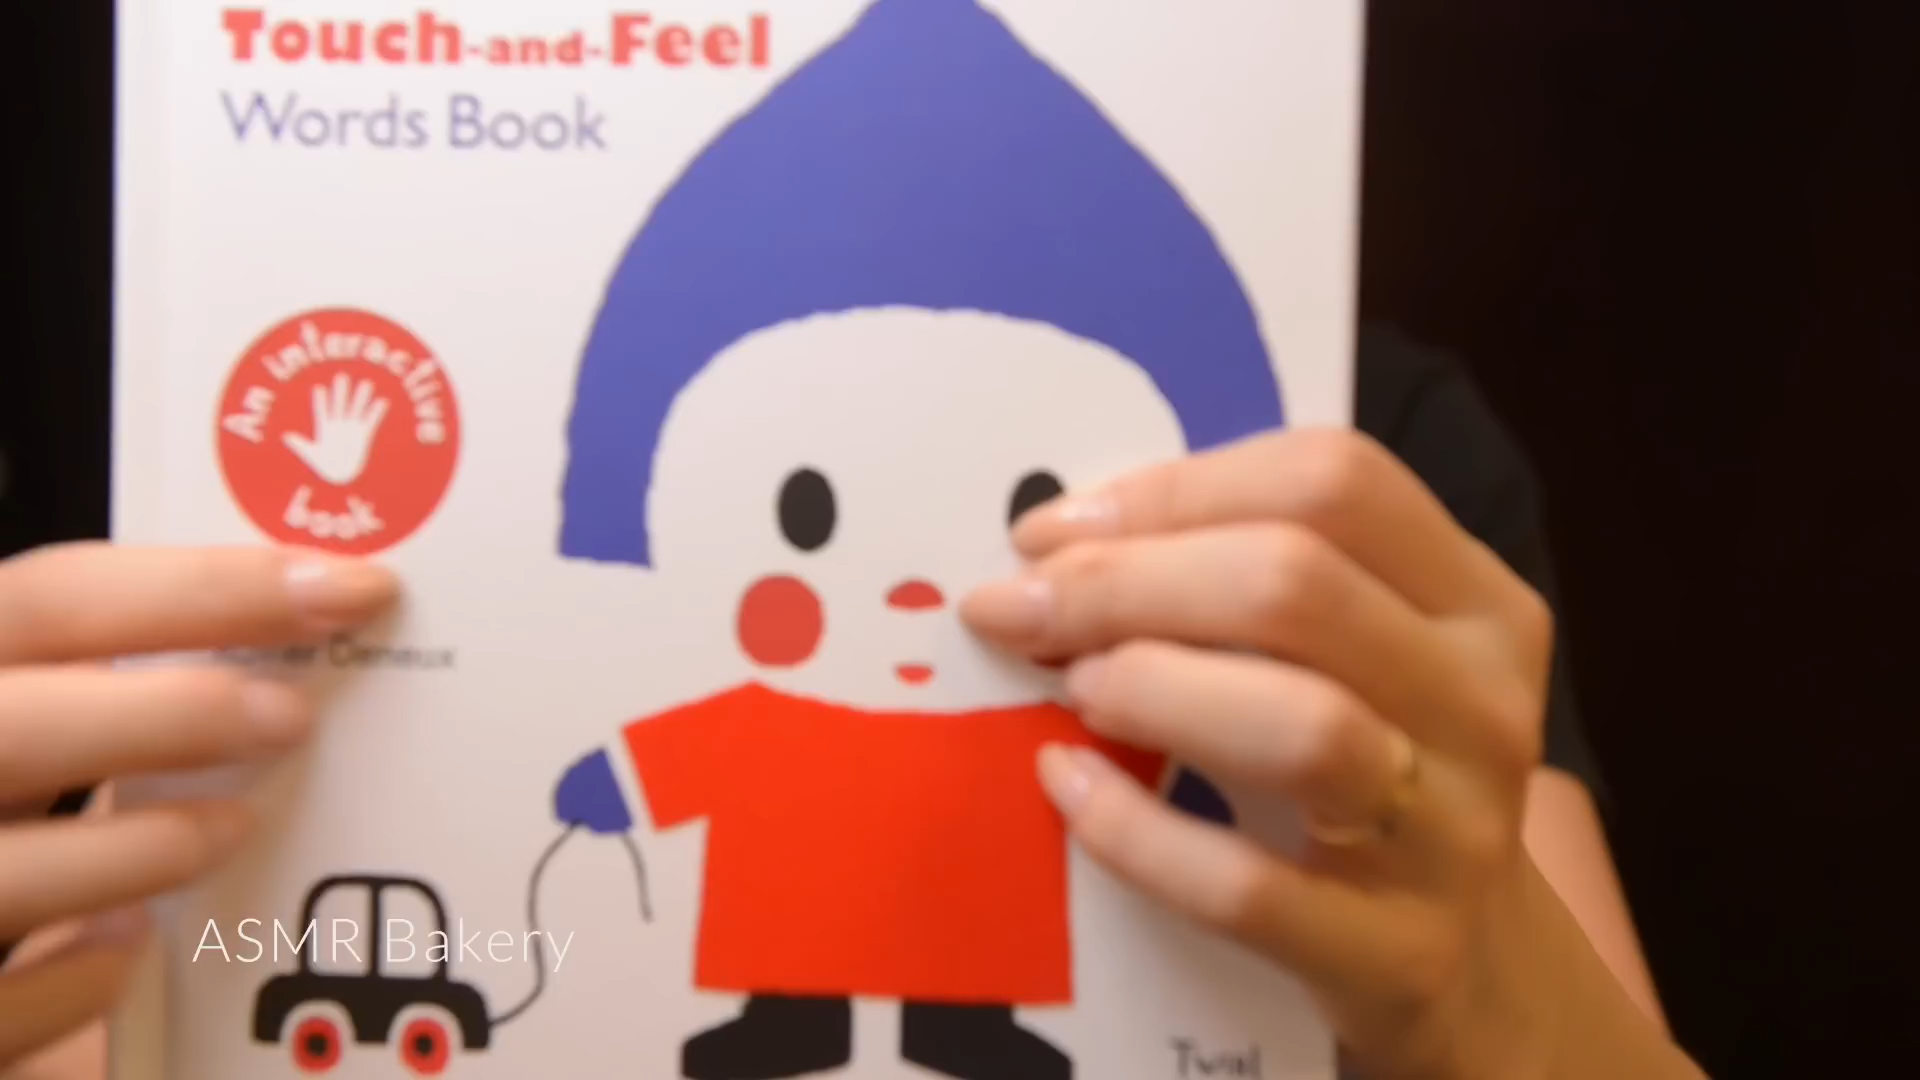 Touch-and-Feel
Words Book
An interactive
book
ASMR Bakery